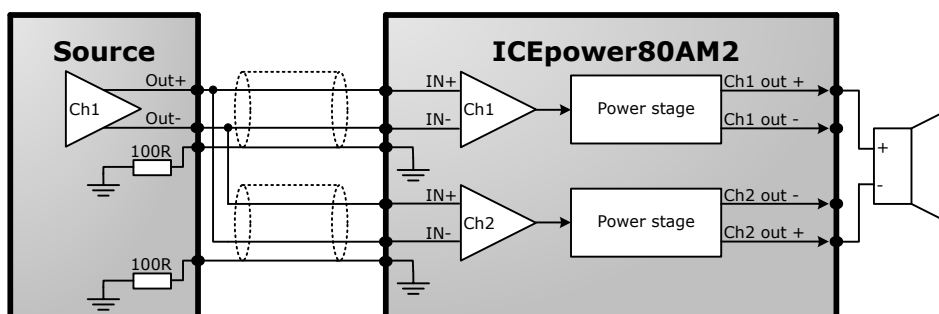 Source
ICEpower80AM2
Out+
Ch1
Out-
100R
100R
IN+
IN-
Ch1
Power stage
Ch1 out +
Ch1 out -
IN+
IN-
Ch2
Power stage
Ch2 out -
Ch2 out +
+
-